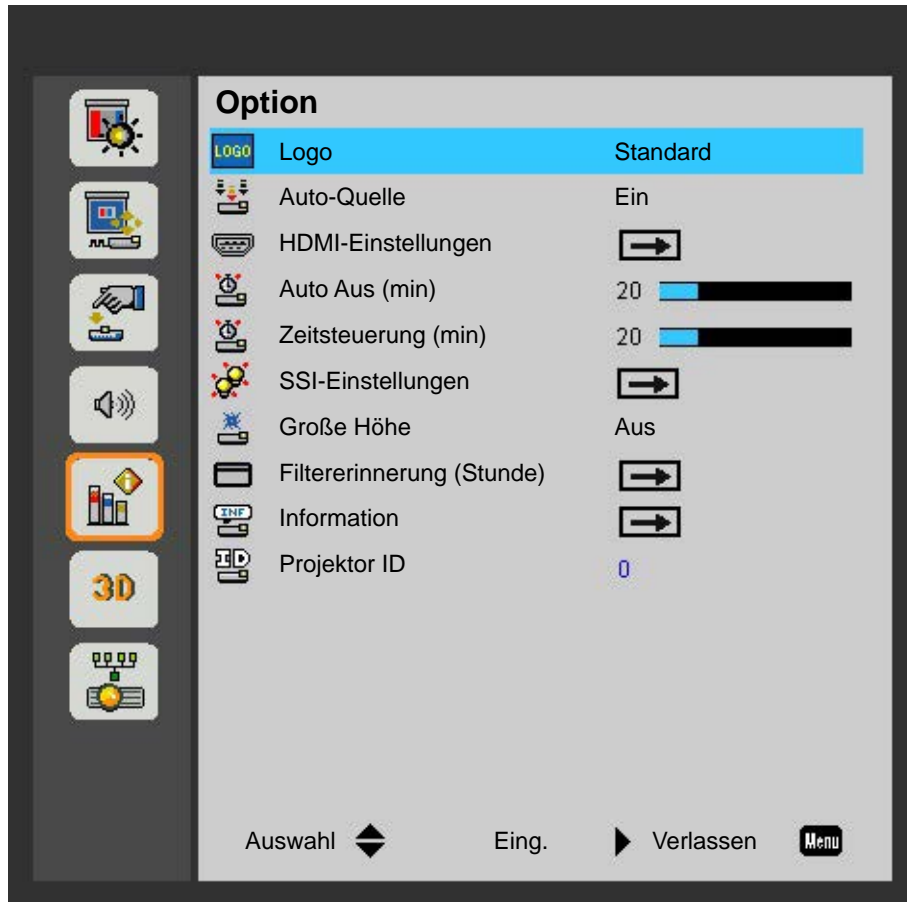 Option
LOGO Logo Standard
Auto-Quelle Ein
HDMI-Einstellungen
Auto Aus (min) 20
Zeitsteuerung (min) 20
SSI-Einstellungen
Große Höhe Aus
Filtererinnerung (Stunde)
INF Information
ID Projektor ID 0
3D
Auswahl Eing. Verlassen Menu